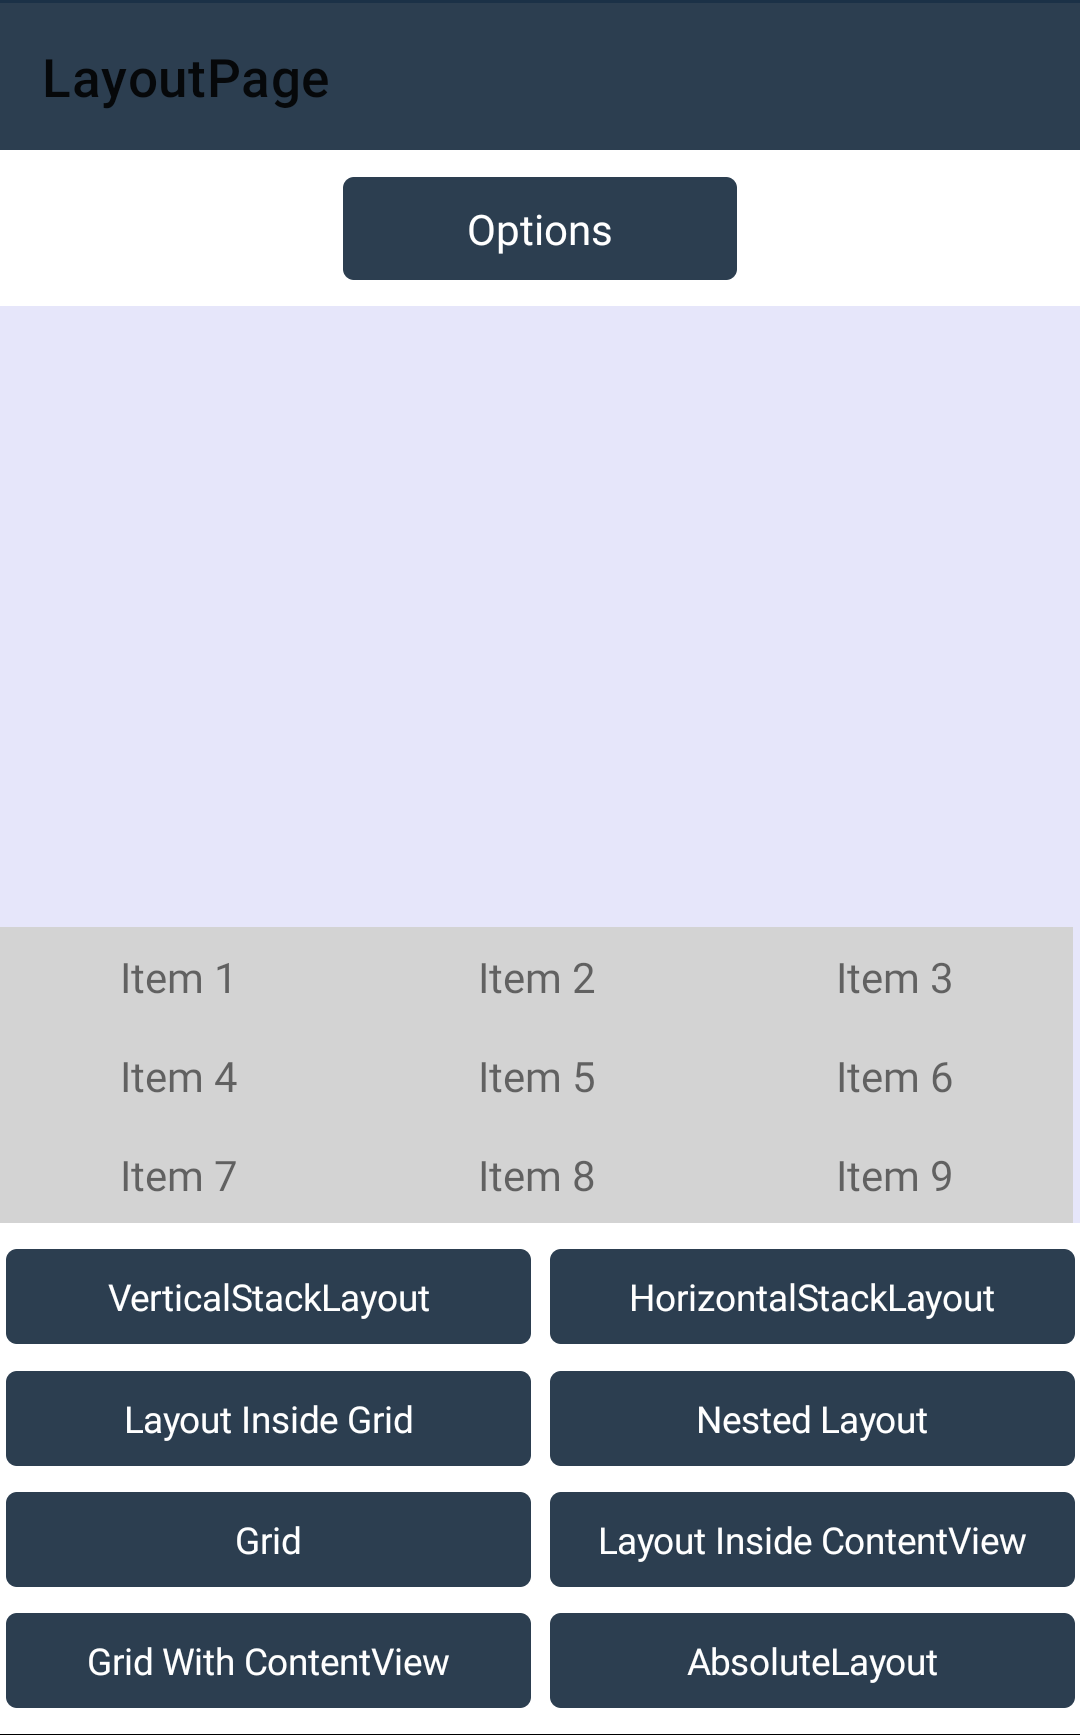 LayoutPage
Options
Item 1 Item 2 Item 3
Item 4 Item 5 Item 6
Item 7 Item 8 Item 9
VerticalStackLayout HorizontalStackLayout
Layout Inside Grid Nested Layout
Grid Layout Inside ContentView
Grid With ContentView AbsoluteLayout